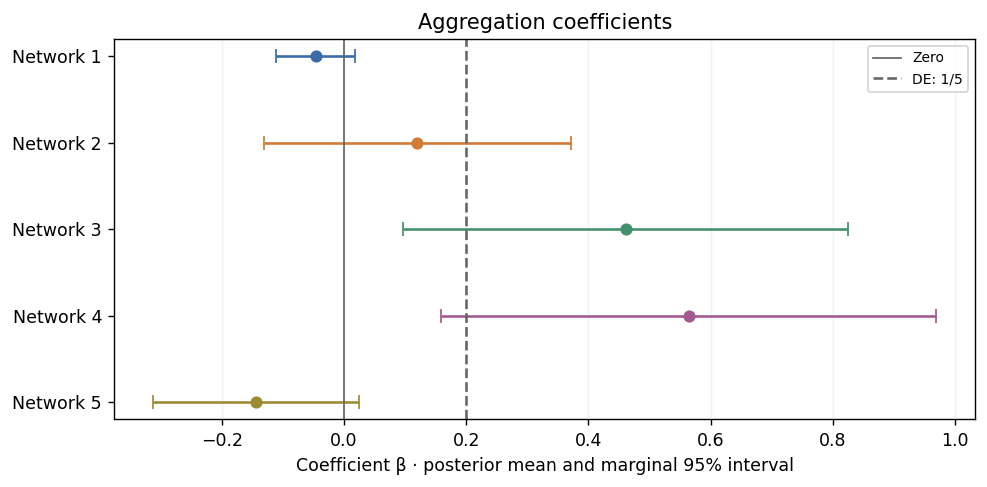 Aggregation coefficients
Network 1
Network 2
Network 3
Network 4
Network 5
Zero
DE: 1/5
−0.2
0.0
0.2
0.4
0.6
0.8
1.0
Coefficient β · posterior mean and marginal 95% interval